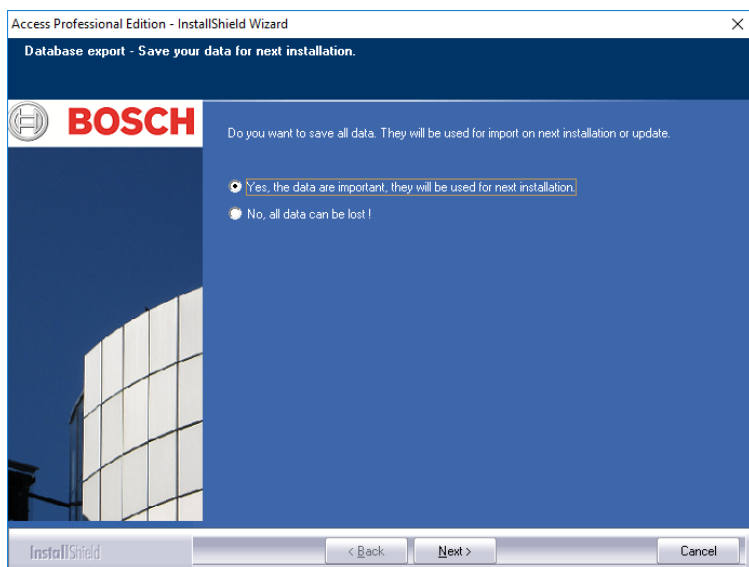 Access Professional Edition - InstallShield Wizard
Database export - Save your data for next installation.
BOSCH
Do you want to save all data. They will be used for import on next installation or update.
Yes, the data are important, they will be used for next installation.
No, all data can be lost !
InstallShield
< Back
Next >
Cancel